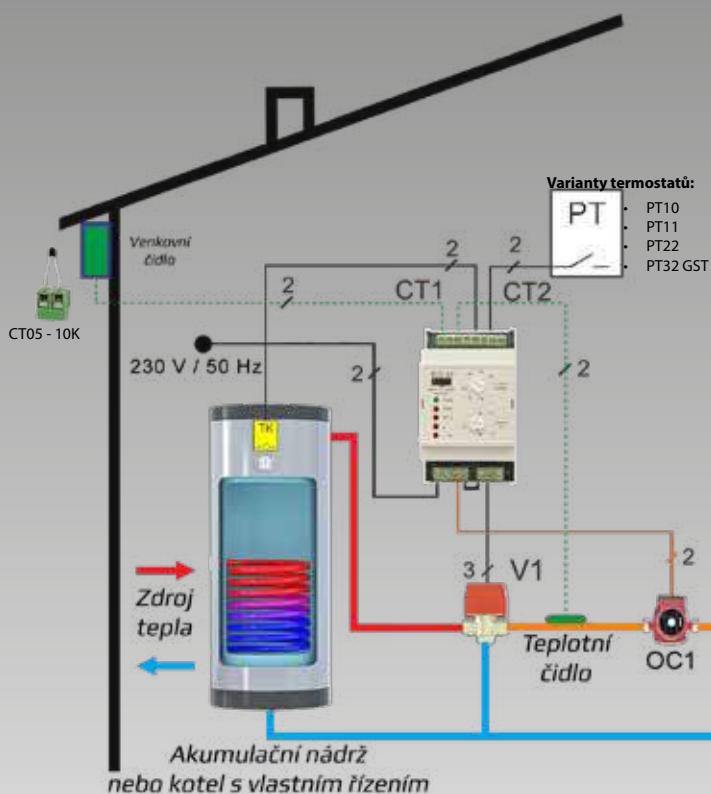 Varianty termostatů:
PT
• PT10
• PT11
• PT22
• PT32 GST
Venkovní
čidlo
CT05 - 10K
2
2
2
CT1
CT2
230 V / 50 Hz
2
2
TK
3
V1
2
Zdroj
tepla
Teplotní
čidlo
OC1
Akumulační nádrž
nebo kotel s vlastním řízením